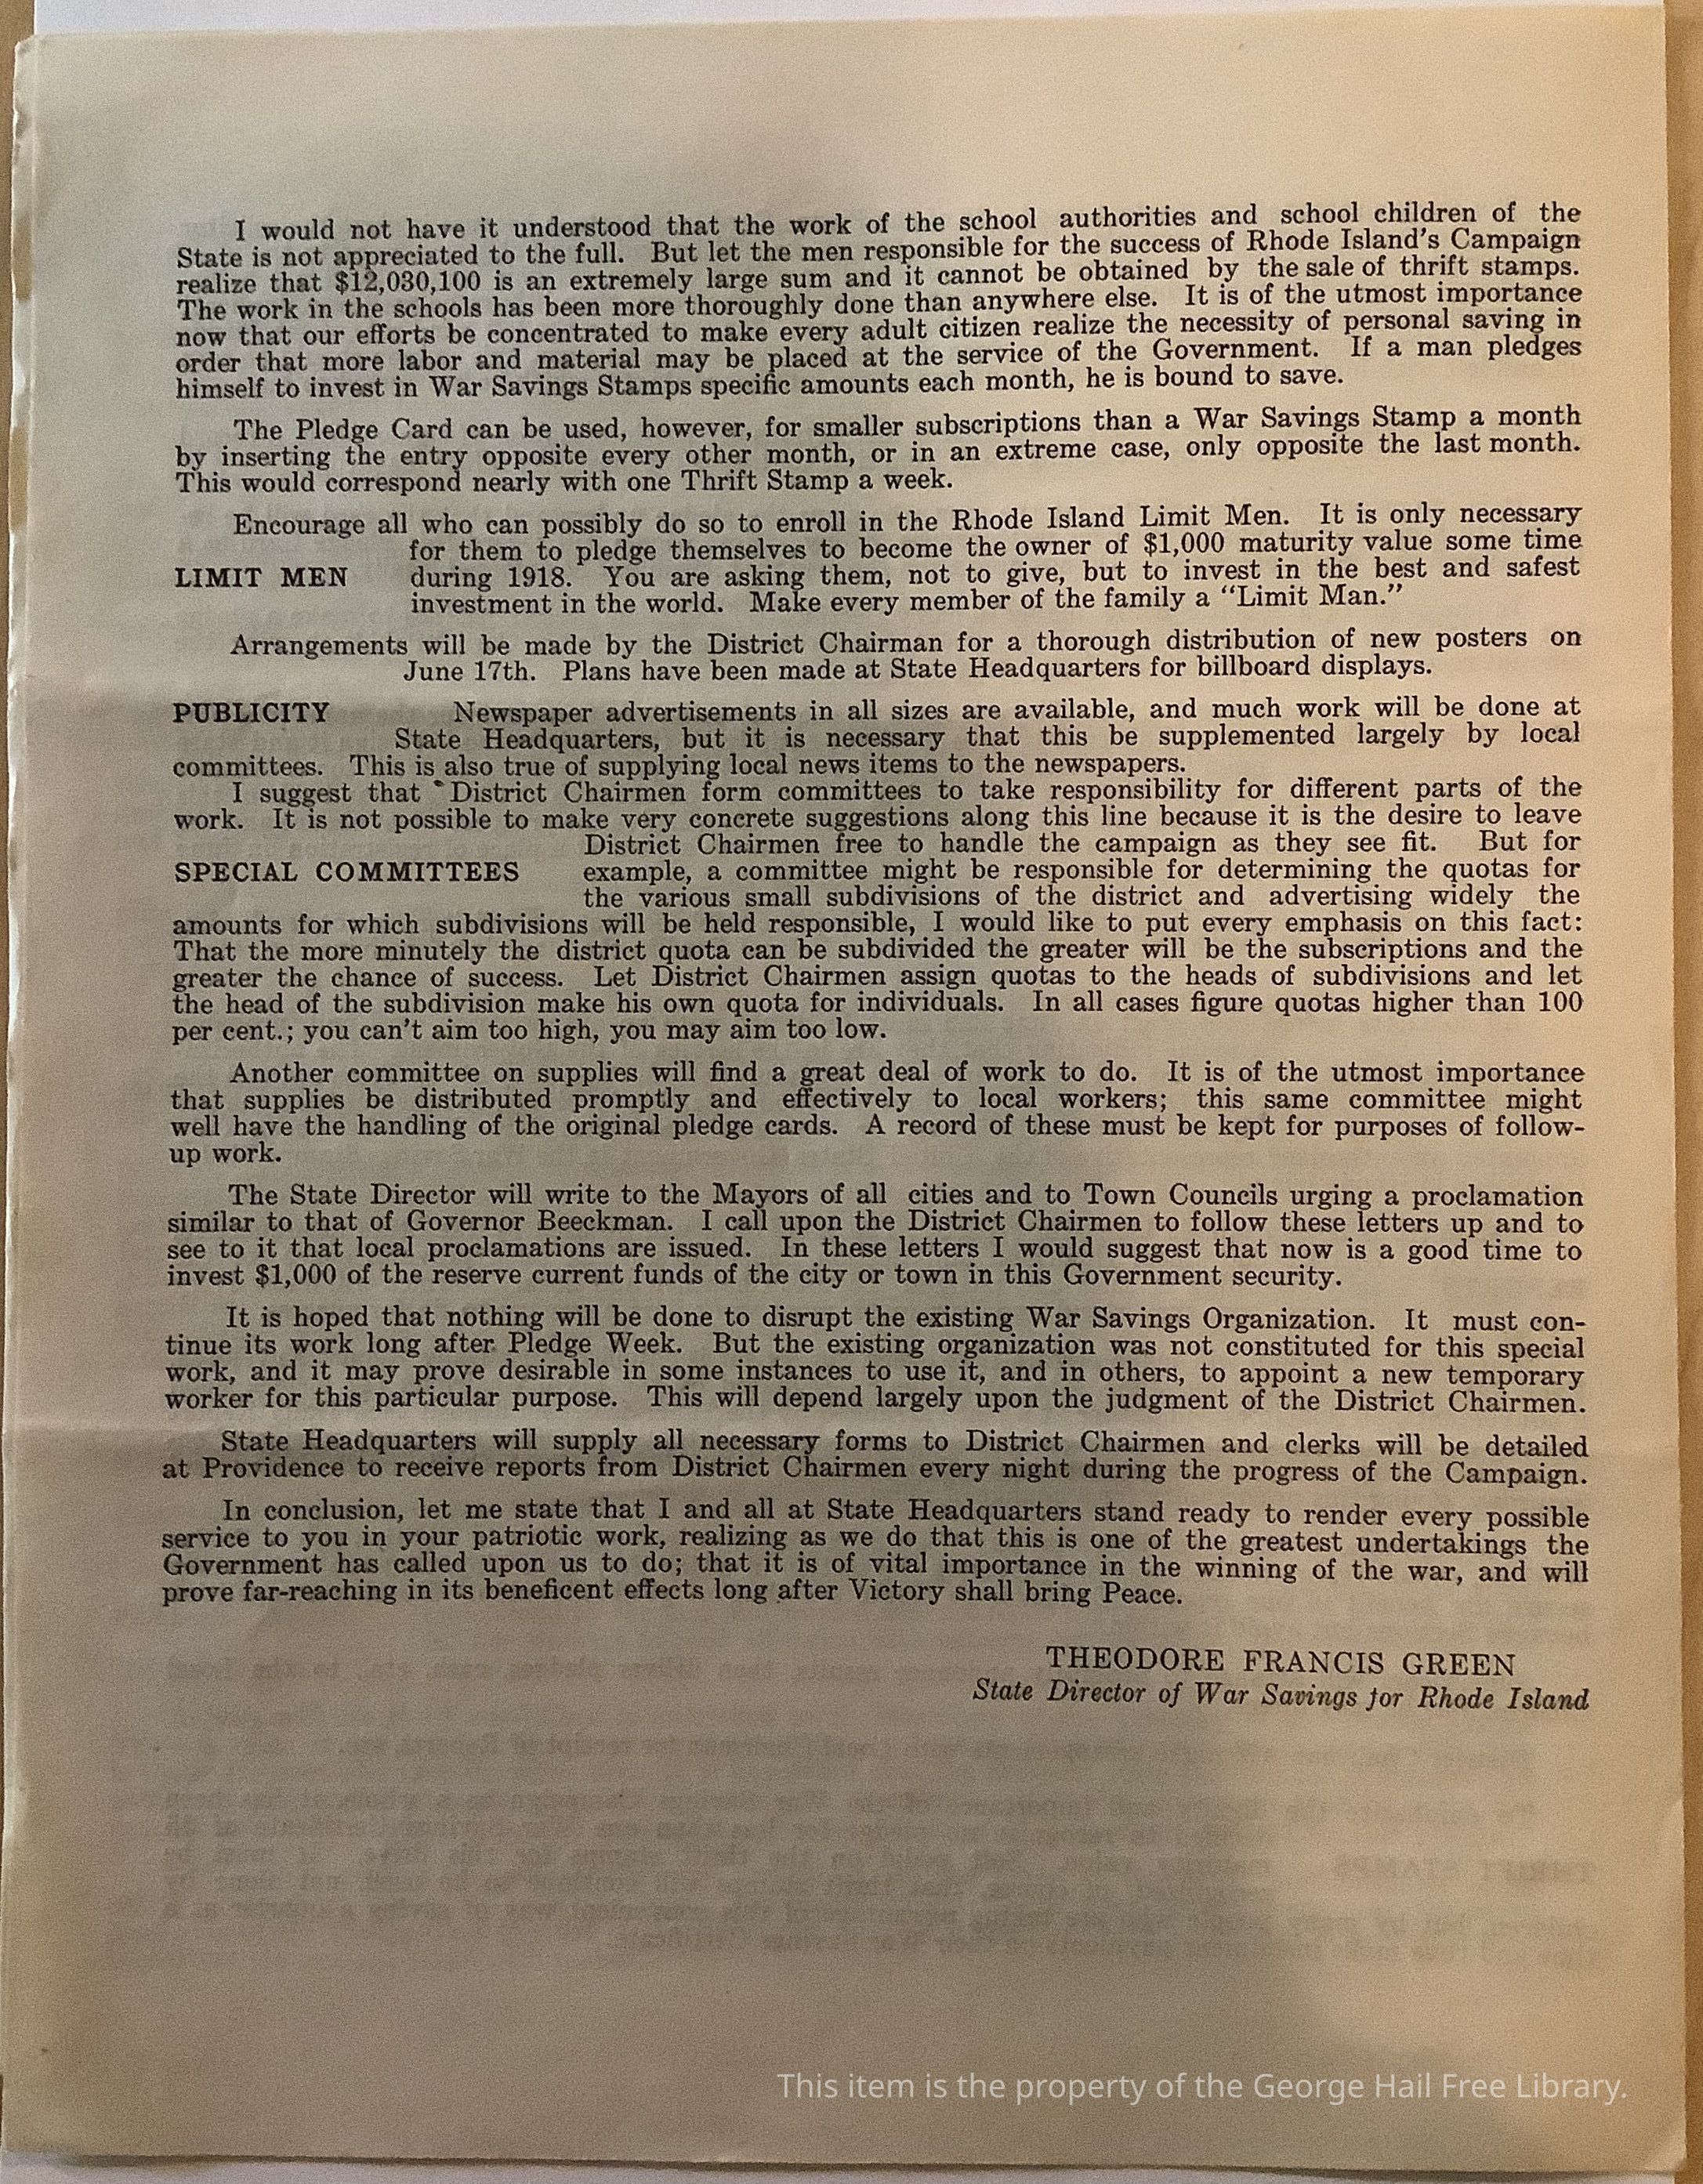 I would not have it understood that the work of the school authorities and school children of the
State is not appreciated to the full. But let the men responsible for the success of Rhode Island's Campaign
realize that $12,030,100 is an extremely large sum and it cannot be obtained by the sale of thrift stamps.
The work in the schools has been more thoroughly done than anywhere else. It is of the utmost importance
now that our efforts be concentrated to make every adult citizen realize the necessity of personal saving in
order that more labor and material may be placed at the service of the Government. If a man pledges
himself to invest in War Savings Stamps specific amounts each month, he is bound to save.
The Pledge Card can be used, however, for smaller subscriptions than a War Savings Stamp a month
by inserting the entry opposite every other month, or in an extreme case, only opposite the last month.
This would correspond nearly with one Thrift Stamp a week.
Encourage all who can possibly do so to enroll in the Rhode Island Limit Men. It is only necessary
for them to pledge themselves to become the owner of $1,000 maturity value some time
LIMIT MEN during 1918. You are asking them, not to give, but to invest in the best and safest
investment in the world. Make every member of the family a "Limit Man."
Arrangements will be made by the District Chairman for a thorough distribution of new posters on
June 17th. Plans have been made at State Headquarters for billboard displays.
PUBLICITY Newspaper advertisements in all sizes are available, and much work will be done at
State Headquarters, but it is necessary that this be supplemented largely by local
committees. This is also true of supplying local news items to the newspapers.
I suggest that District Chairmen form committees to take responsibility for different parts of the
work. It is not possible to make very concrete suggestions along this line because it is the desire to leave
District Chairmen free to handle the campaign as they see fit. But for
SPECIAL COMMITTEES example, a committee might be responsible for determining the quotas for
the various small subdivisions of the district and advertising widely the
amounts for which subdivisions will be held responsible, I would like to put every emphasis on this fact:
That the more minutely the district quota can be subdivided the greater will be the subscriptions and the
greater the chance of success. Let District Chairmen assign quotas to the heads of subdivisions and let
the head of the subdivision make his own quota for individuals. In all cases figure quotas higher than 100
per cent.; you can't aim too high, you may aim too low.
Another committee on supplies will find a great deal of work to do. It is of the utmost importance
that supplies be distributed promptly and effectively to local workers; this same committee might
well have the handling of the original pledge cards. A record of these must be kept for purposes of follow-
up work.
The State Director will write to the Mayors of all cities and to Town Councils urging a proclamation
similar to that of Governor Beeckman. I call upon the District Chairmen to follow these letters up and to
see to it that local proclamations are issued. In these letters I would suggest that now is a good time to
invest $1,000 of the reserve current funds of the city or town in this Government security.
It is hoped that nothing will be done to disrupt the existing War Savings Organization. It must con-
tinue its work long after Pledge Week. But the existing organization was not constituted for this special
work, and it may prove desirable in some instances to use it, and in others, to appoint a new temporary
worker for this particular purpose. This will depend largely upon the judgment of the District Chairmen.
State Headquarters will supply all necessary forms to District Chairmen and clerks will be detailed
at Providence to receive reports from District Chairmen every night during the progress of the Campaign.
In conclusion, let me state that I and all at State Headquarters stand ready to render every possible
service to you in your patriotic work, realizing as we do that this is one of the greatest undertakings the
Government has called upon us to do; that it is of vital importance in the winning of the war, and will
prove far-reaching in its beneficent effects long after Victory shall bring Peace.
THEODORE FRANCIS GREEN
State Director of War Savings for Rhode Island
This item is the property of the George Hail Free Library.